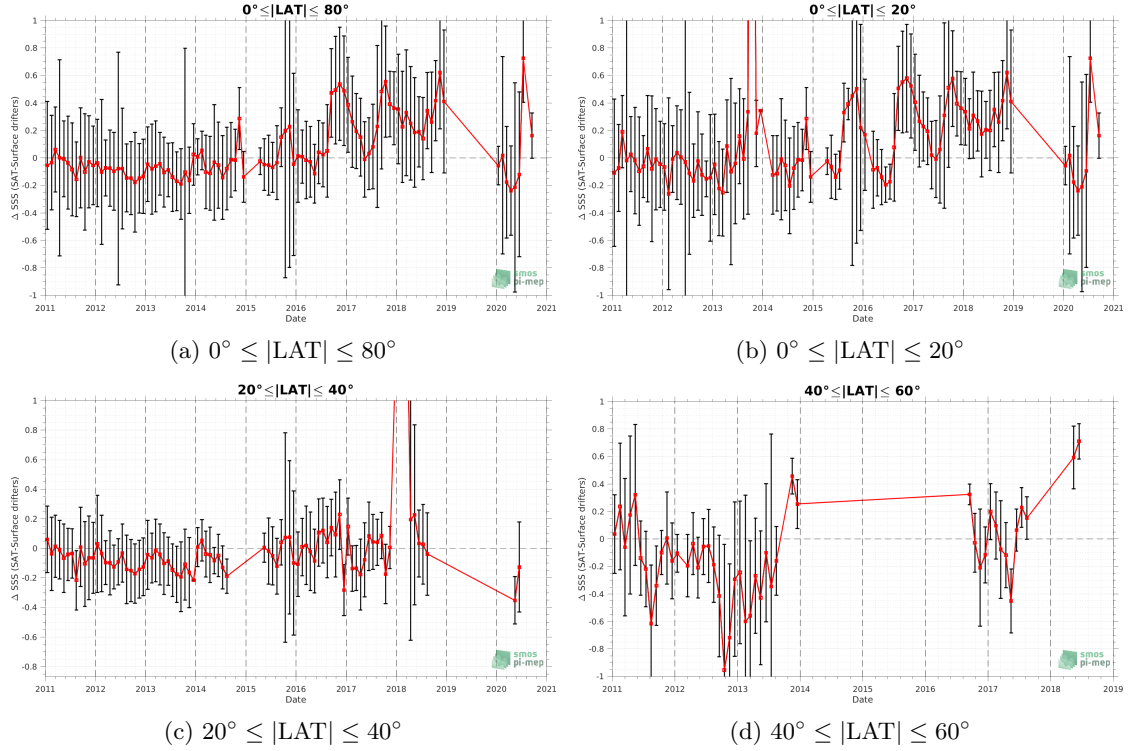 0°≤|LAT|≤ 80°
1
0.8
0.6
0.4
0.2
0
-0.2
-0.4
-0.6
-0.8
-1
Δ SSS (SAT-Surface drifters)
2011 2012 2013 2014 2015 2016 2017 2018 2019 2020 2021
Date
smos
pi-mep
(a) 0° ≤ |LAT| ≤ 80°
0°≤|LAT|≤ 20°
1
0.8
0.6
0.4
0.2
0
-0.2
-0.4
-0.6
-0.8
-1
Δ SSS (SAT-Surface drifters)
2011 2012 2013 2014 2015 2016 2017 2018 2019 2020 2021
Date
smos
pi-mep
(b) 0° ≤ |LAT| ≤ 20°
20°≤|LAT|≤ 40°
1
0.8
0.6
0.4
0.2
0
-0.2
-0.4
-0.6
-0.8
Δ SSS (SAT-Surface drifters)
2011 2012 2013 2014 2015 2016 2017 2018 2019 2020 2021
Date
smos
pi-mep
(c) 20° ≤ |LAT| ≤ 40°
40°≤|LAT|≤ 60°
1
0.8
0.6
0.4
0.2
0
-0.2
-0.4
-0.6
-0.8
-1
Δ SSS (SAT-Surface drifters)
2011 2012 2013 2014 2015 2016 2017 2018 2019
Date
smos
pi-mep
(d) 40° ≤ |LAT| ≤ 60°